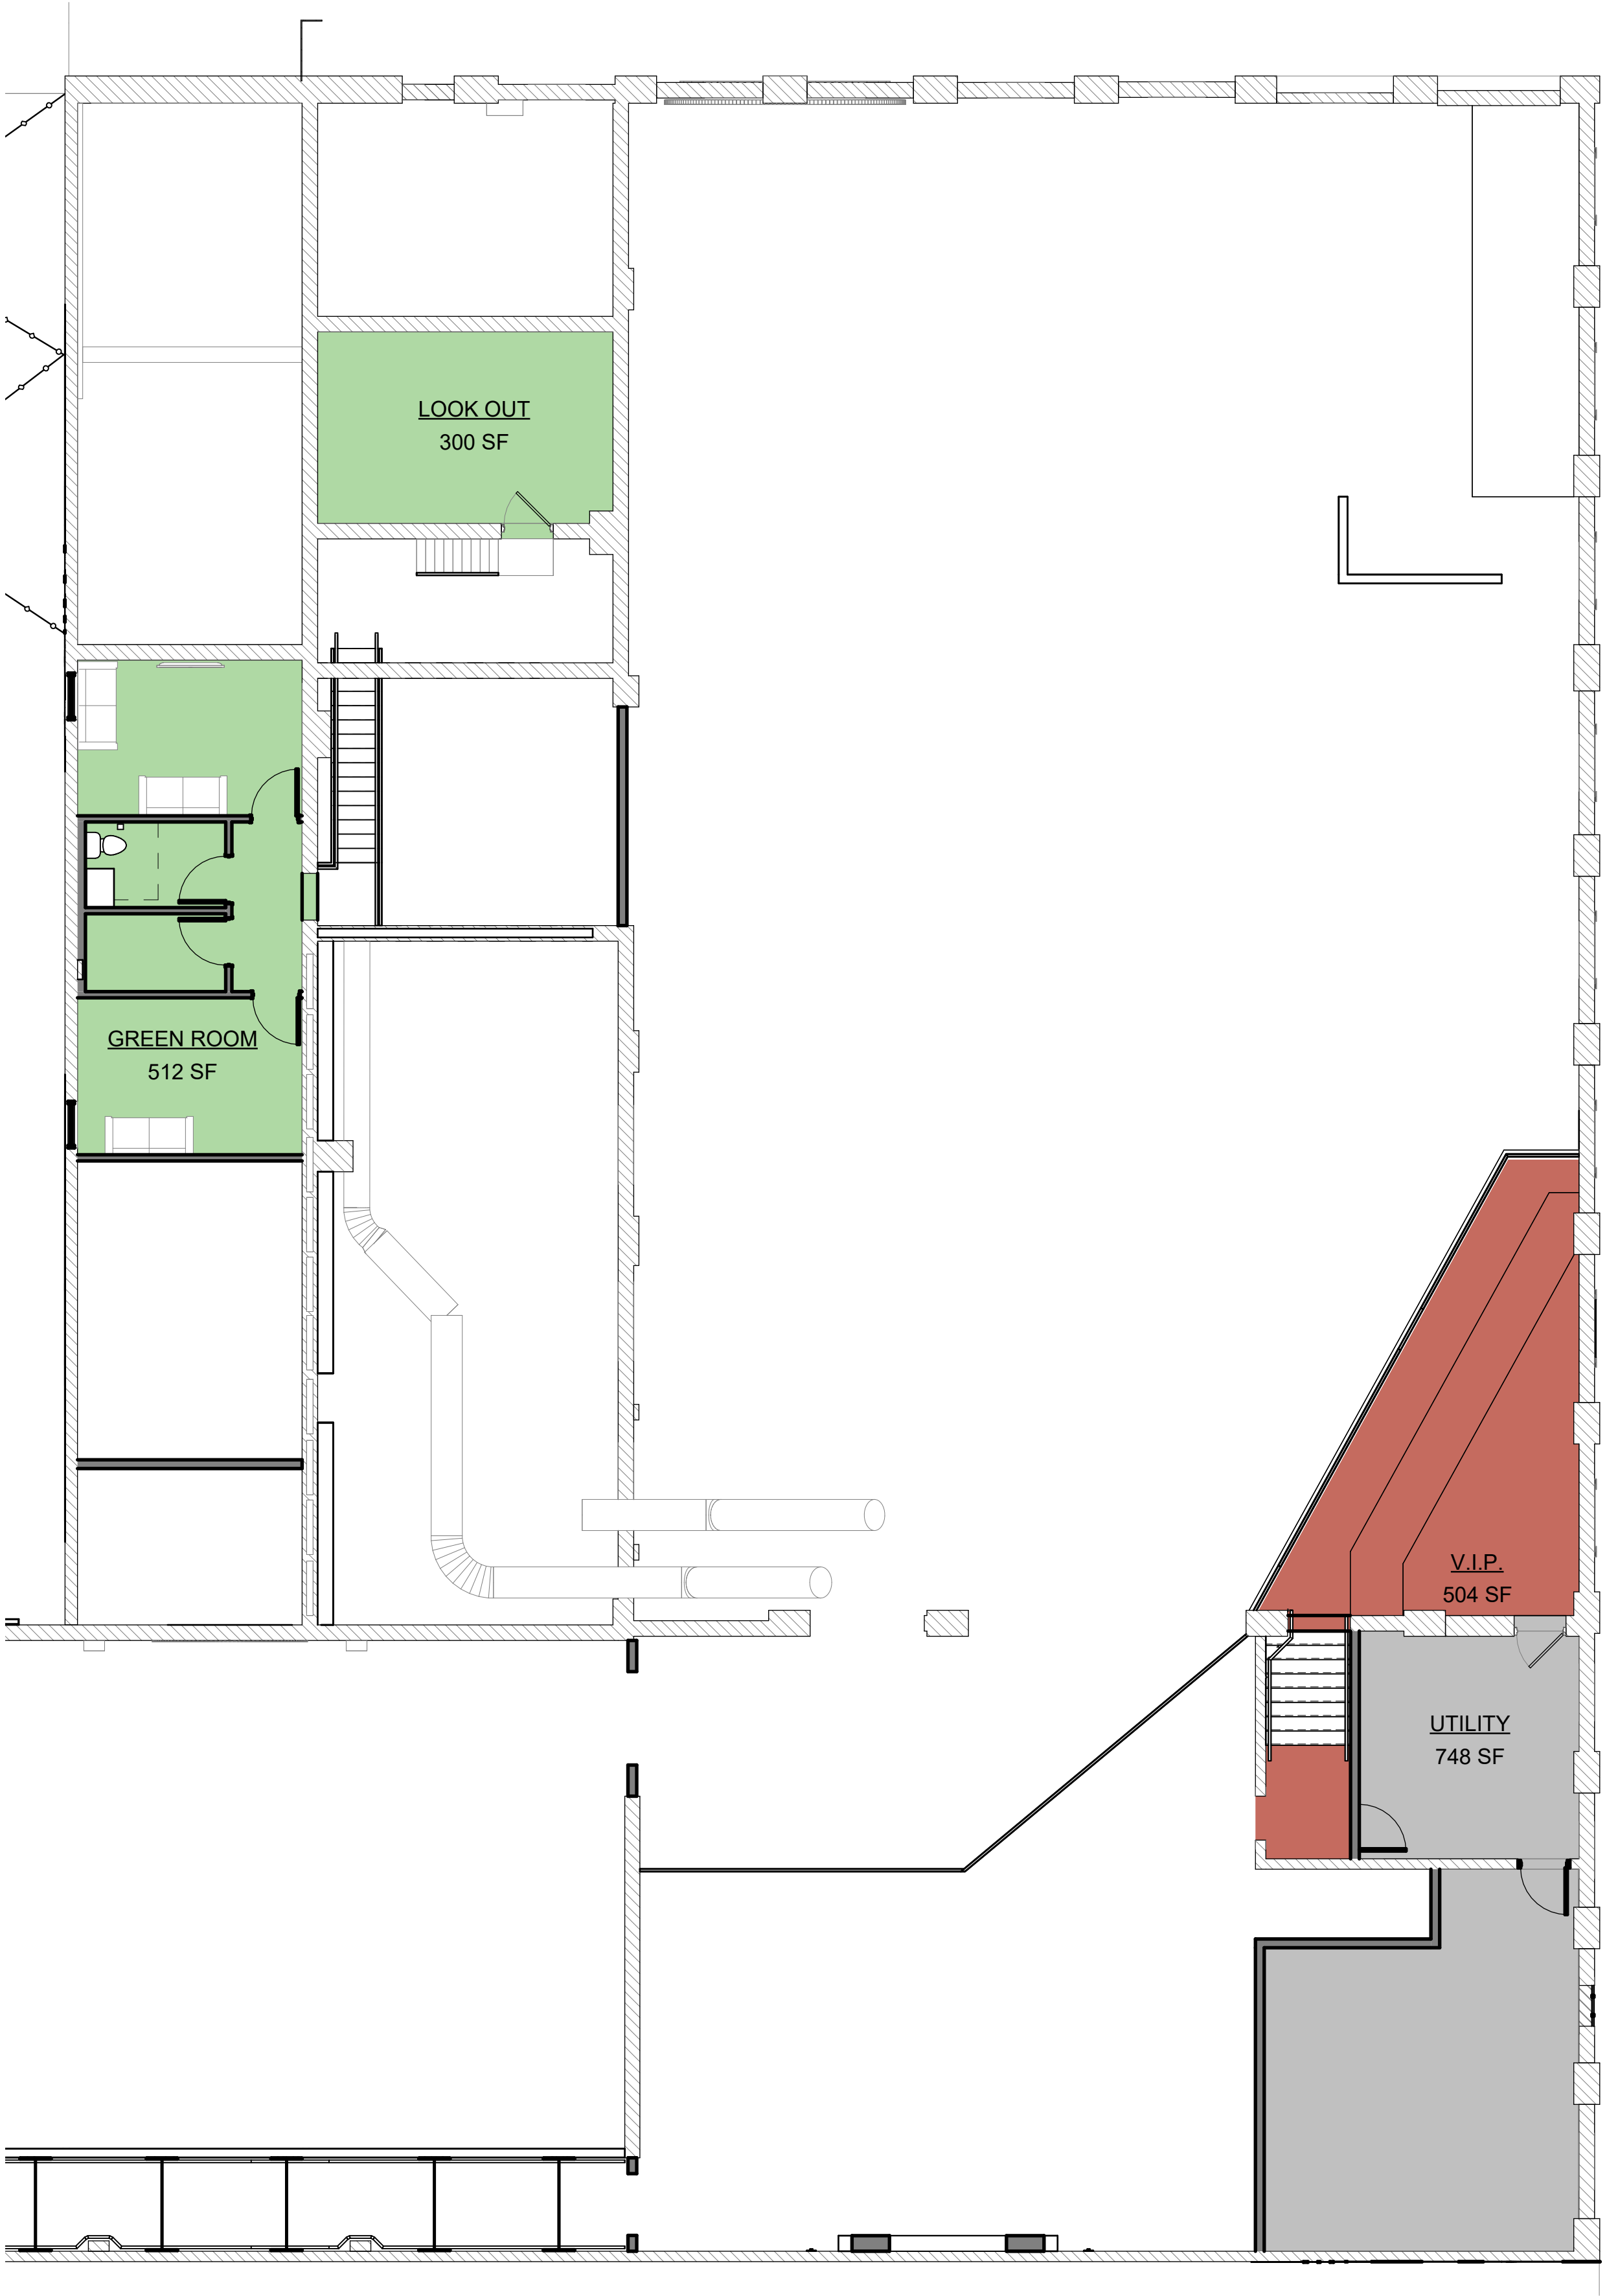 LOOK OUT
300 SF
GREEN ROOM
512 SF
V.I.P.
504 SF
UTILITY
748 SF